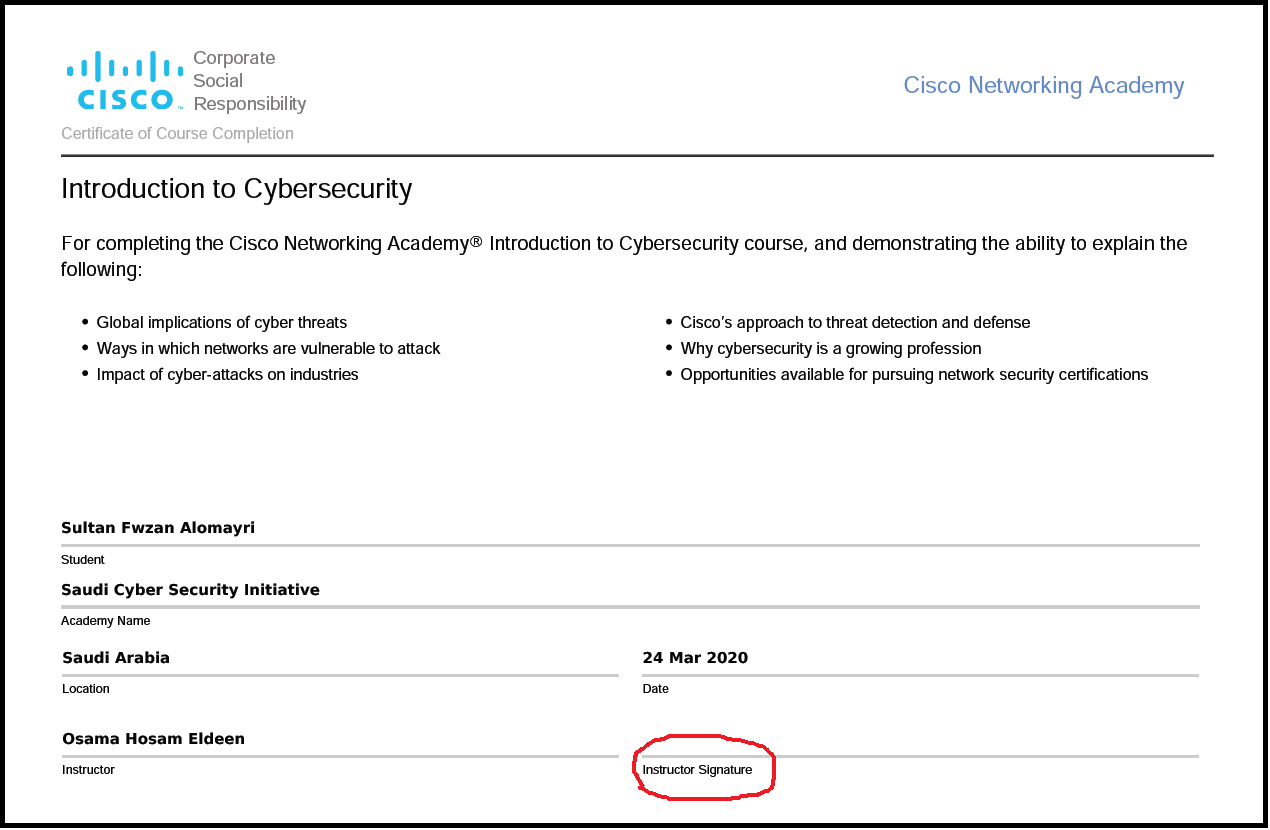 Corporate
Social
Responsibility
CISCO™
Cisco Networking Academy
Certificate of Course Completion
Introduction to Cybersecurity
For completing the Cisco Networking Academy® Introduction to Cybersecurity course, and demonstrating the ability to explain the
following:
• Global implications of cyber threats
• Ways in which networks are vulnerable to attack
• Impact of cyber-attacks on industries
• Cisco's approach to threat detection and defense
• Why cybersecurity is a growing profession
• Opportunities available for pursuing network security certifications
Sultan Fwzan Alomayri
Student
Saudi Cyber Security Initiative
Academy Name
Saudi Arabia
Location
24 Mar 2020
Date
Osama Hosam Eldeen
Instructor
Instructor Signature